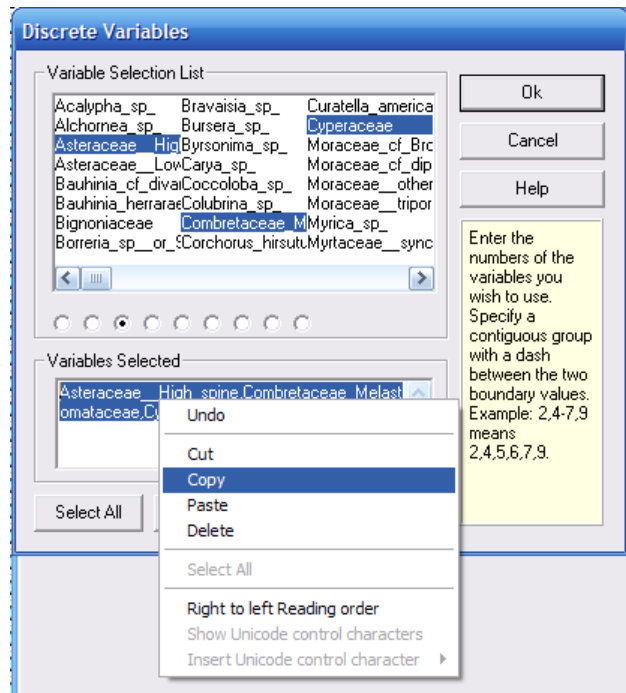 Discrete Variables
Variable Selection List
Acalypha_sp_ Bravaisia_sp_ Curatella_america
Alchornea_sp_ Bursera_sp_ Cyperaceae
Asteraceae__Hig Byrsonima_sp_ Moraceae_cf_Brc
Asteraceae__Low Carya_sp_ Moraceae_cf_dip
Bauhinia_cf_divai Coccoloba_sp_ Moraceae__other
Bauhinia_herrarae Colubrina_sp_ Moraceae__tripor
Bignoniaceae Combretaceae_M Myrica_sp_
Borreria_sp__or_S Corchorus_hirsutu Myrtaceae__sync
Variables Selected
Asteraceae__High_spine,Combretaceae_Melast
omataceae,Cy
Select All
Undo
Cut
Copy
Paste
Delete
Select All
Right to left Reading order
Show Unicode control characters
Insert Unicode control character
Ok
Cancel
Help
Enter the
numbers of the
variables you
wish to use.
Specify a
contiguous group
with a dash
between the two
boundary values.
Example: 2,4-7,9
means
2,4,5,6,7,9.